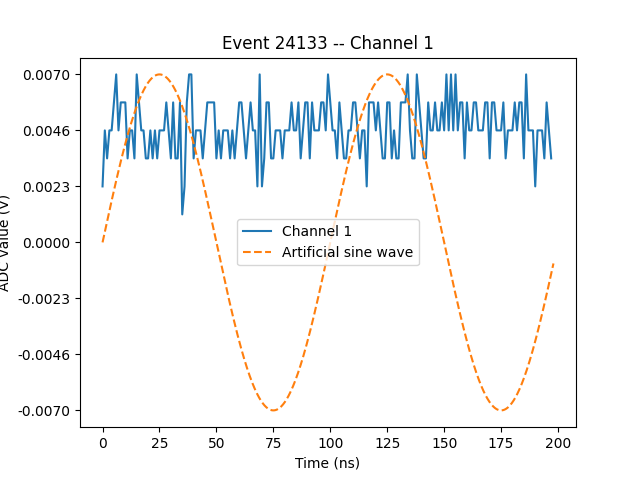 Event 24133 -- Channel 1
0.0070
0.0046
0.0023
0.0000
-0.0023
-0.0046
-0.0070
ADC Value (V)
Channel 1
Artificial sine wave
0 25 50 75 100 125 150 175 200
Time (ns)